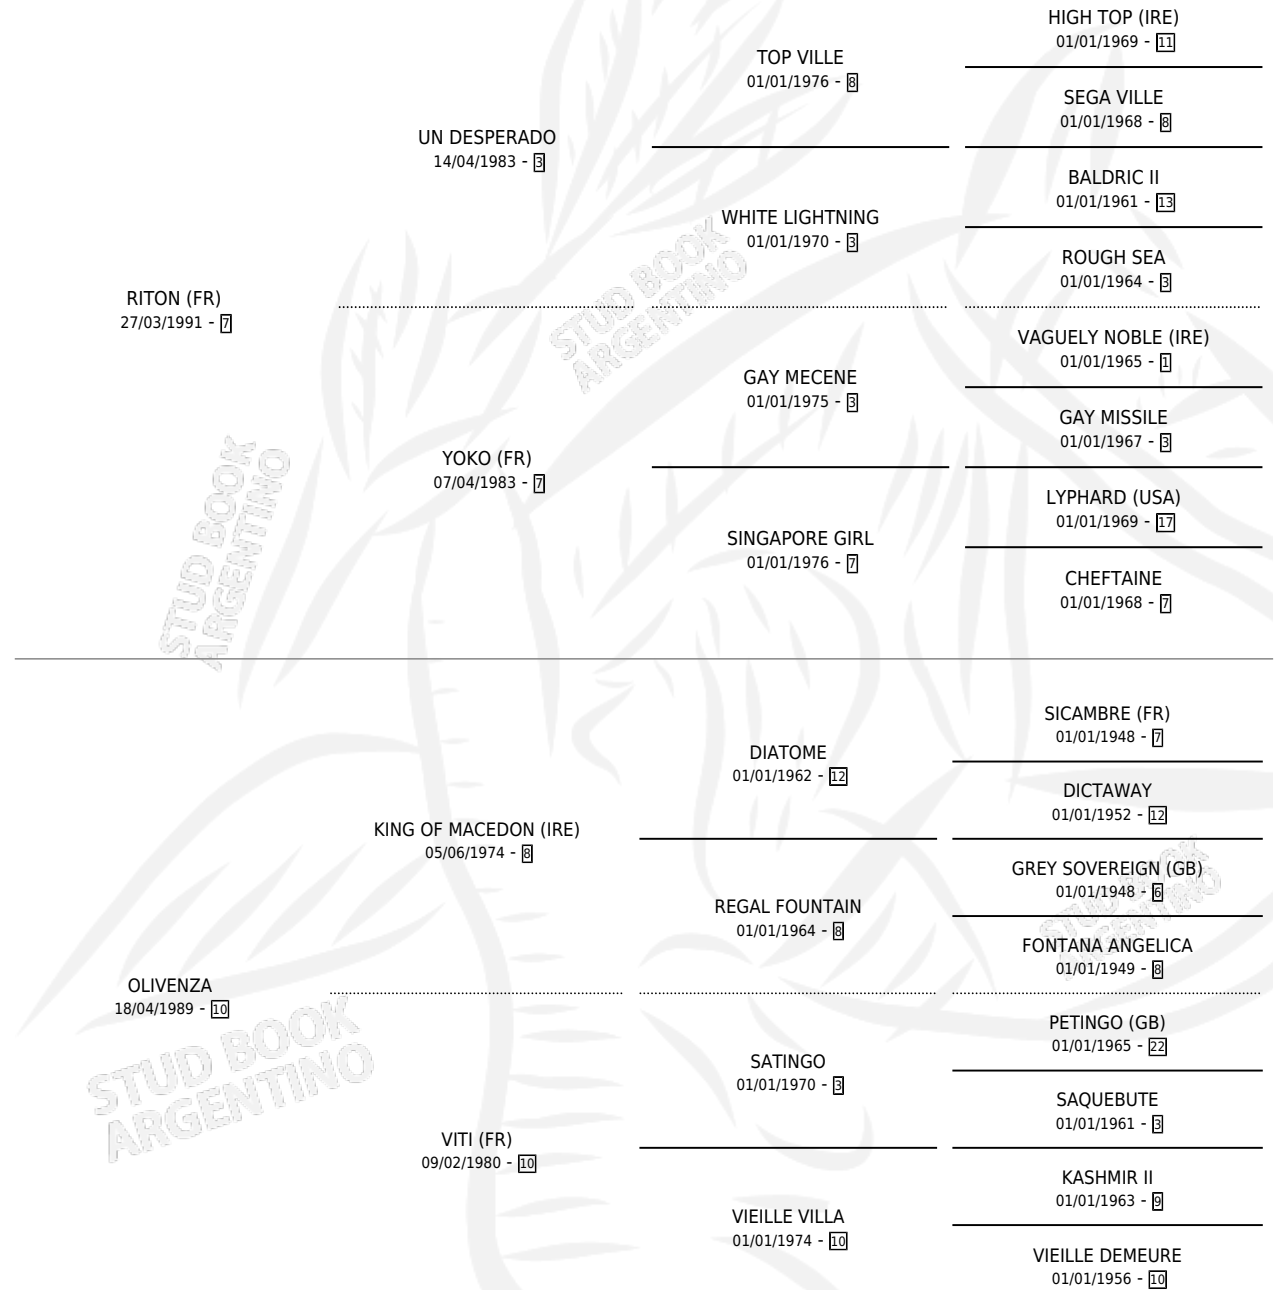 HIGH TOP (IRE)
01/01/1969 - 11
TOP VILLE
01/01/1976 - 8
SEGA VILLE
01/01/1968 - 8
UN DESPERADO
14/04/1983 - 3
BALDRIC II
01/01/1961 - 13
WHITE LIGHTNING
01/01/1970 - 3
ROUGH SEA
01/01/1964 - 3
RITON (FR)
27/03/1991 - 7
VAGUELY NOBLE (IRE)
01/01/1965 - 1
GAY MECENE
01/01/1975 - 3
GAY MISSILE
01/01/1967 - 3
YOKO (FR)
07/04/1983 - 7
LYPHARD (USA)
01/01/1969 - 17
SINGAPORE GIRL
01/01/1976 - 7
CHEFTAINE
01/01/1968 - 7
SICAMBRE (FR)
01/01/1948 - 7
DIATOME
01/01/1962 - 12
DICTAWAY
01/01/1952 - 12
KING OF MACEDON (IRE)
05/06/1974 - 8
GREY SOVEREIGN (GB)
01/01/1948 - 6
REGAL FOUNTAIN
01/01/1964 - 8
FONTANA ANGELICA
01/01/1949 - 8
OLIVENZA
18/04/1989 - 10
PETINGO (GB)
01/01/1965 - 22
SATINGO
01/01/1970 - 3
SAQUEBUTE
01/01/1961 - 3
VITI (FR)
09/02/1980 - 10
KASHMIR II
01/01/1963 - 9
VIEILLE VILLA
01/01/1974 - 10
VIEILLE DEMEURE
01/01/1956 - 10
STUD BOOK
ARGENTINO
STUD BOOK
ARGENTINO
STUD BOOK
ARGENTINO
STUD BOOK
ARGENTINO